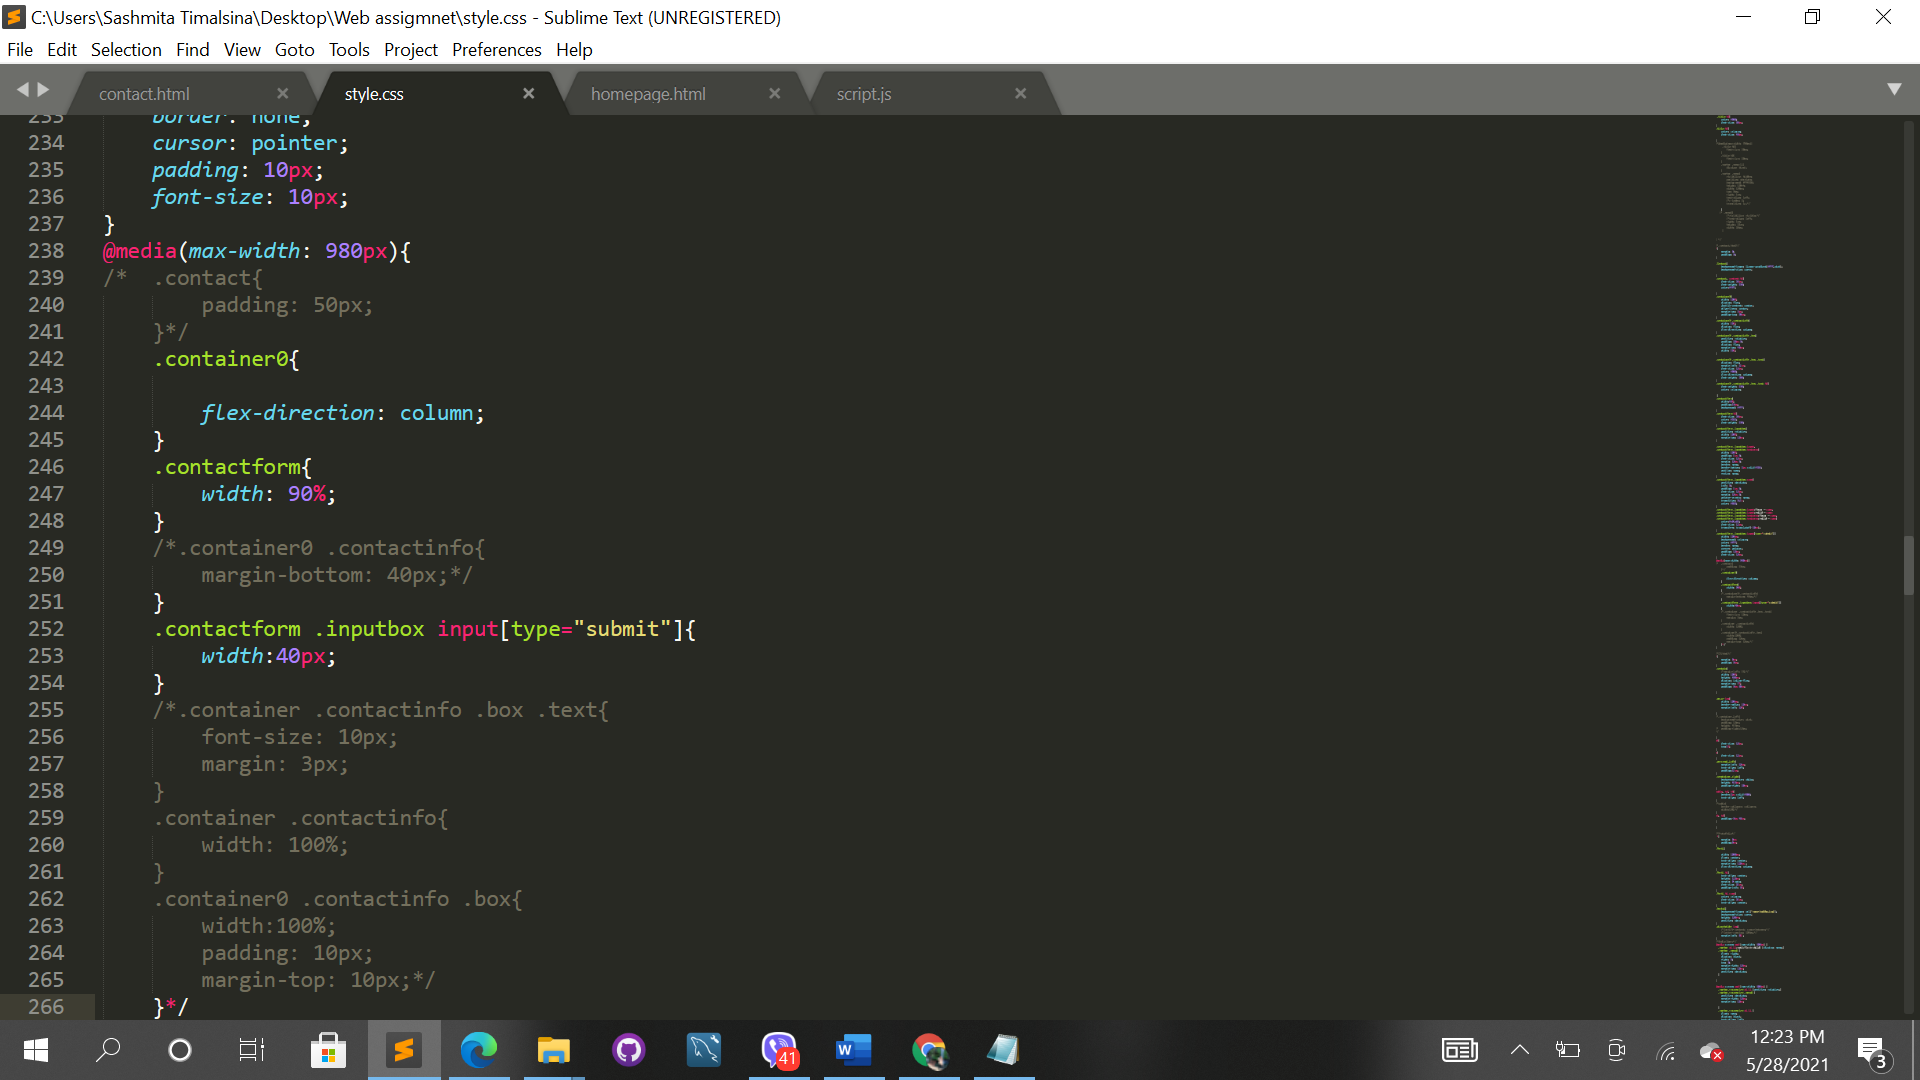 C:\Users\Sashmita Timalsina\Desktop\Web assigmnet\style.css - Sublime Text (UNREGISTERED)
File Edit Selection Find View Goto Tools Project Preferences Help
contact.html style.css homepage.html script.js
233 border: none;
234 cursor: pointer;
235 padding: 10px;
236 font-size: 10px;
237 }
238 @media(max-width: 980px){
239 /* .contact{
240 padding: 50px;
241 }*/
242 .container0{
243
244 flex-direction: column;
245 }
246 .contactform{
247 width: 90%;
248 }
249 /*.container0 .contactinfo{
250 margin-bottom: 40px;*/
251 }
252 .contactform .inputbox input[type="submit"]{
253 width:40px;
254 }
255 /*.container .contactinfo .box .text{
256 font-size: 10px;
257 margin: 3px;
258 }
259 .container .contactinfo{
260 width: 100%;
261 }
262 .container0 .contactinfo .box{
263 width:100%;
264 padding: 10px;
265 margin-top: 10px;*/
266 }*/
41
W
12:23 PM
5/28/2021
3